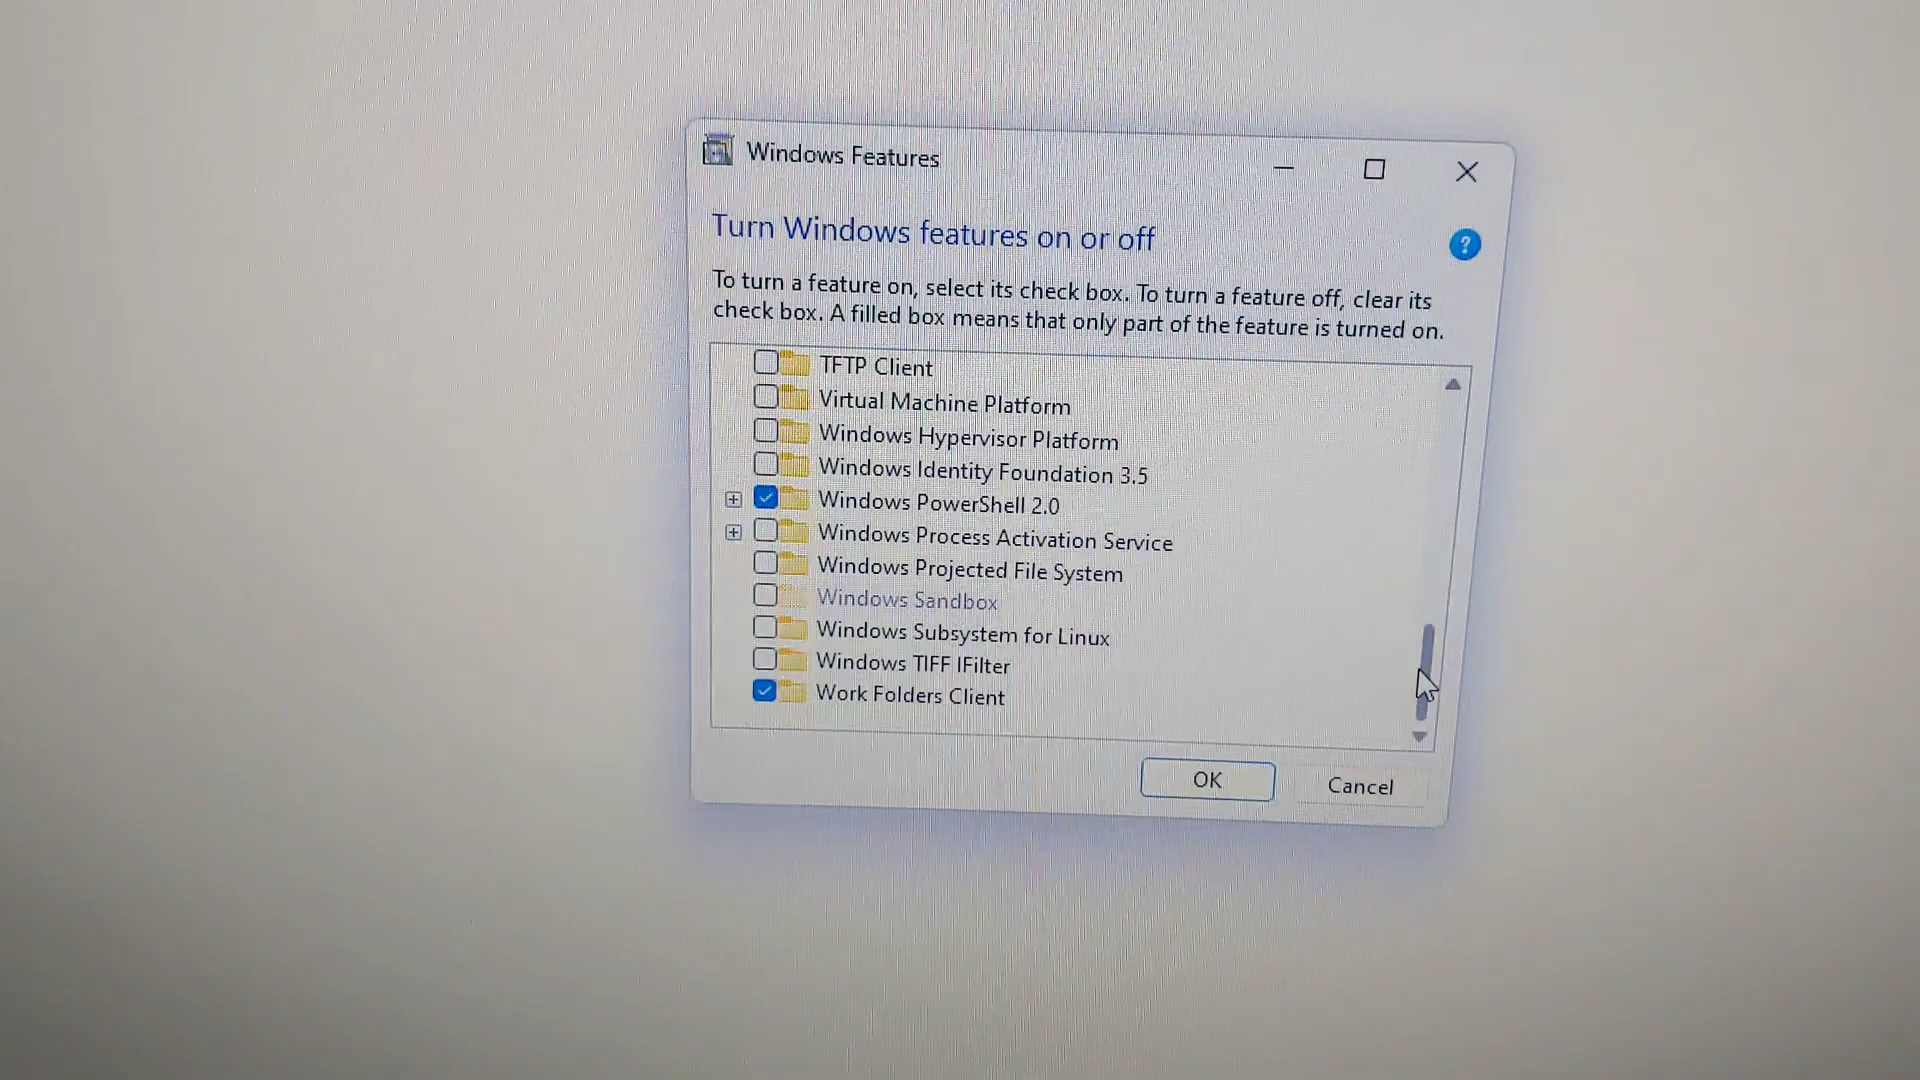 Windows Features
Turn Windows features on or off
?
To turn a feature on, select its check box. To turn a feature off, clear its
check box. A filled box means that only part of the feature is turned on.
TFTP Client
Virtual Machine Platform
Windows Hypervisor Platform
Windows Identity Foundation 3.5
Windows PowerShell 2.0
Windows Process Activation Service
Windows Projected File System
Windows Sandbox
Windows Subsystem for Linux
Windows TIFF IFilter
Work Folders Client
OK
Cancel